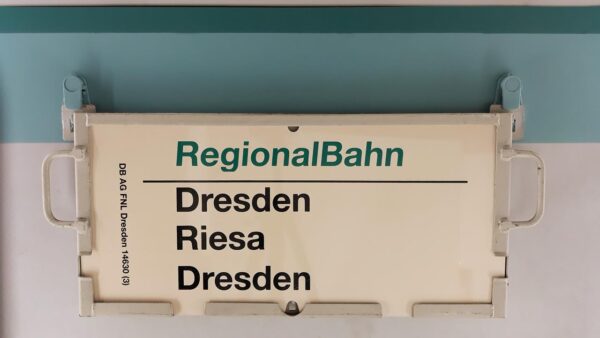 RegionalBahn
Dresden
Riesa
Dresden
DB AG FNL Dresden 14630 (3)